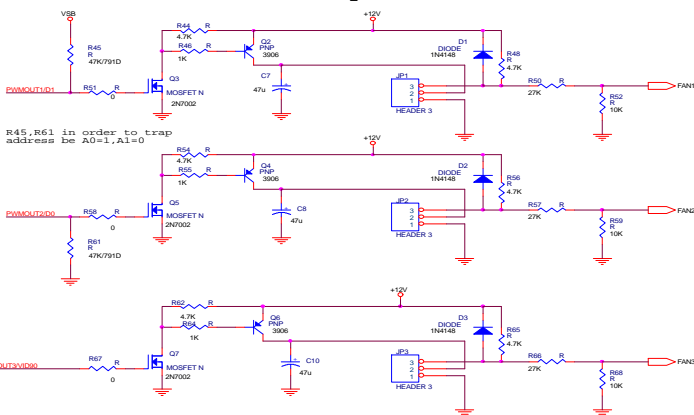 VSB
+12V
R44 R
4.7K
R46 R
1K
Q2
PNP
3906
D1
DIODE
1N4148
R45
R
47K/791D
R48
R
4.7K
C7
47u
JP1
3
2
1
HEADER 3
R50 R
27K
FAN1
R52
R
10K
Q3
MOSFET N
2N7002
PWMOUT1/D1
R51 R
0
R45,R61 in order to trap
address be A0=1,A1=0
+12V
R54 R
4.7K
R55 R
1K
Q4
PNP
3906
D2
DIODE
1N4148
R56
R
4.7K
C8
47u
JP2
3
2
1
HEADER 3
R57 R
27K
FAN2
R59
R
10K
Q5
MOSFET N
2N7002
PWMOUT2/D0
R58 R
0
R61
R
47K/791D
+12V
R62 R
4.7K
R64 R
1K
Q6
PNP
3906
D3
DIODE
1N4148
R65
R
4.7K
C10
47u
JP3
3
2
1
HEADER 3
R66 R
27K
FAN3
R68
R
10K
Q7
MOSFET N
2N7002
OUT3/VID90
R67 R
0